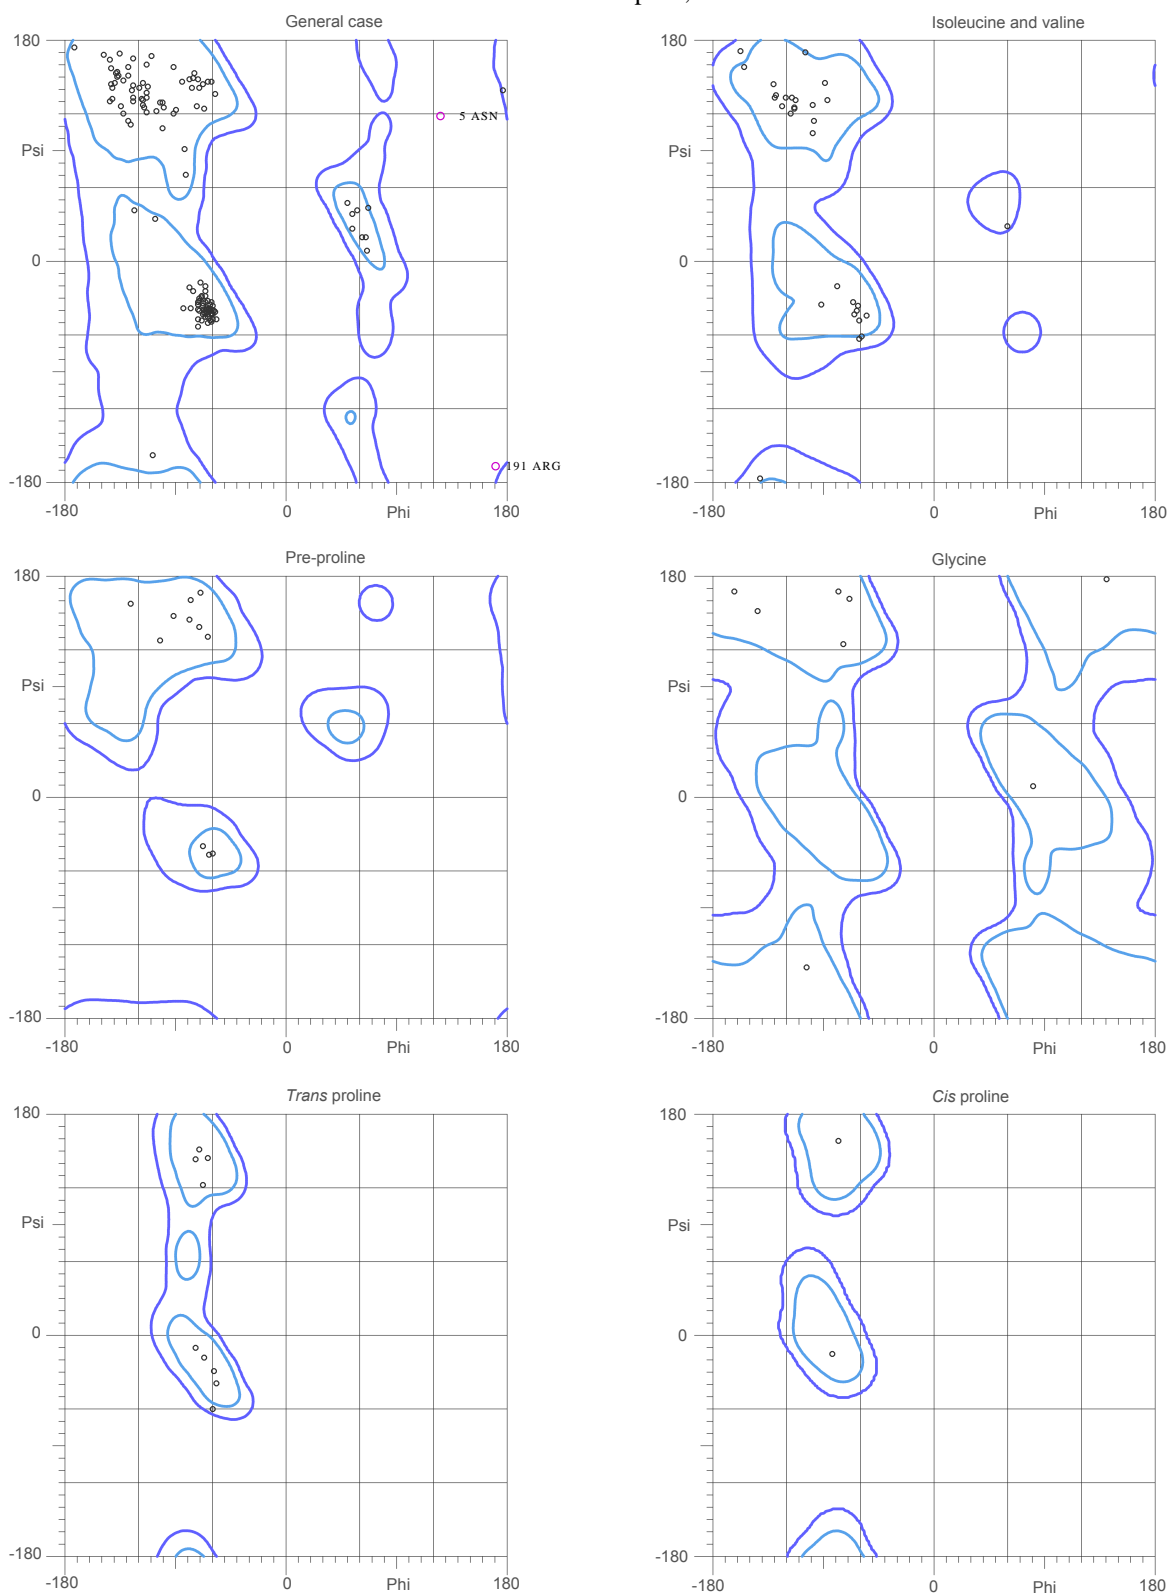 General case
Isoleucine and valine
180
Psi
0
-180
-180
0
Phi
180
5 ASN
191 ARG
180
Psi
0
-180
-180
0
Phi
180
Pre-proline
Glycine
180
Psi
0
-180
-180
0
Phi
180
180
Psi
0
-180
-180
0
Phi
180
Trans proline
Cis proline
180
Psi
0
-180
-180
0
Phi
180
180
Psi
0
-180
-180
0
Phi
180